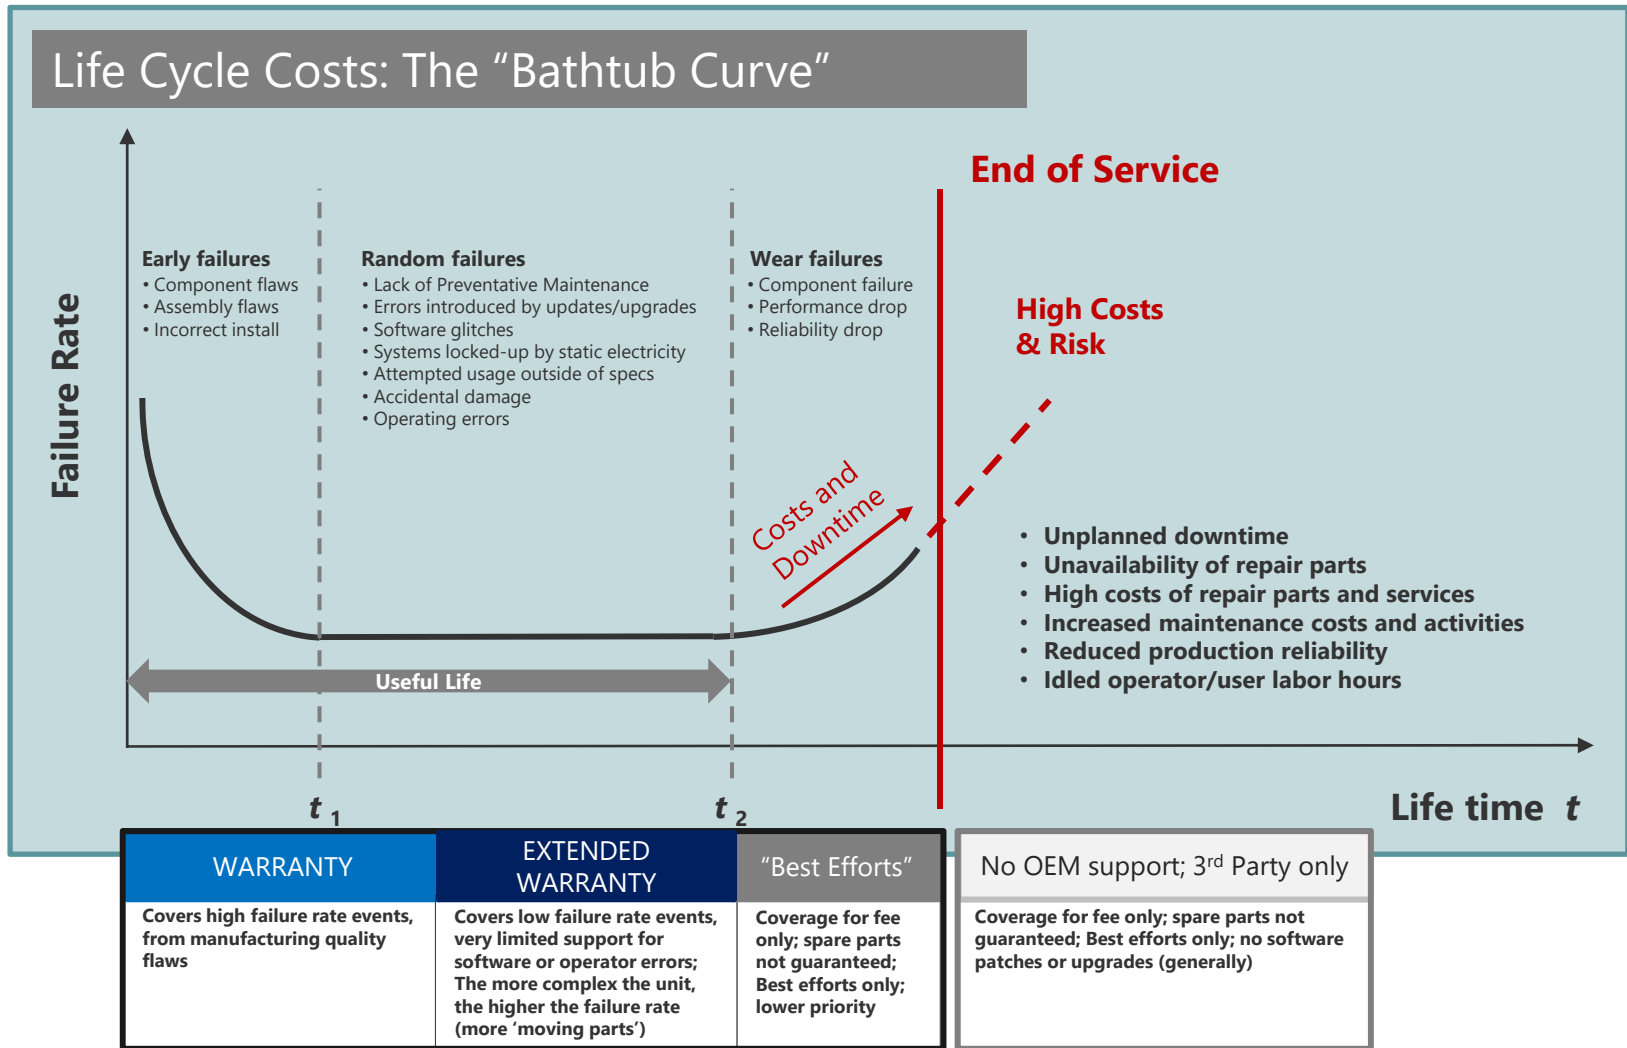 Life Cycle Costs: The “Bathtub Curve”
End of Service
Failure Rate
Early failures
• Component flaws
• Assembly flaws
• Incorrect install
Random failures
• Lack of Preventative Maintenance
• Errors introduced by updates/upgrades
• Software glitches
• Systems locked-up by static electricity
• Attempted usage outside of specs
• Accidental damage
• Operating errors
Wear failures
• Component failure
• Performance drop
• Reliability drop
High Costs
& Risk
Costs and
Downtime
• Unplanned downtime
• Unavailability of repair parts
• High costs of repair parts and services
• Increased maintenance costs and activities
• Reduced production reliability
• Idled operator/user labor hours
Useful Life
t 1
t 2
Life time t
WARRANTY
Covers high failure rate events,
from manufacturing quality
flaws
EXTENDED
WARRANTY
Covers low failure rate events,
very limited support for
software or operator errors;
The more complex the unit,
the higher the failure rate
(more ‘moving parts’)
“Best Efforts”
Coverage for fee
only; spare parts
not guaranteed;
Best efforts only;
lower priority
No OEM support; 3rd Party only
Coverage for fee only; spare parts not
guaranteed; Best efforts only; no software
patches or upgrades (generally)